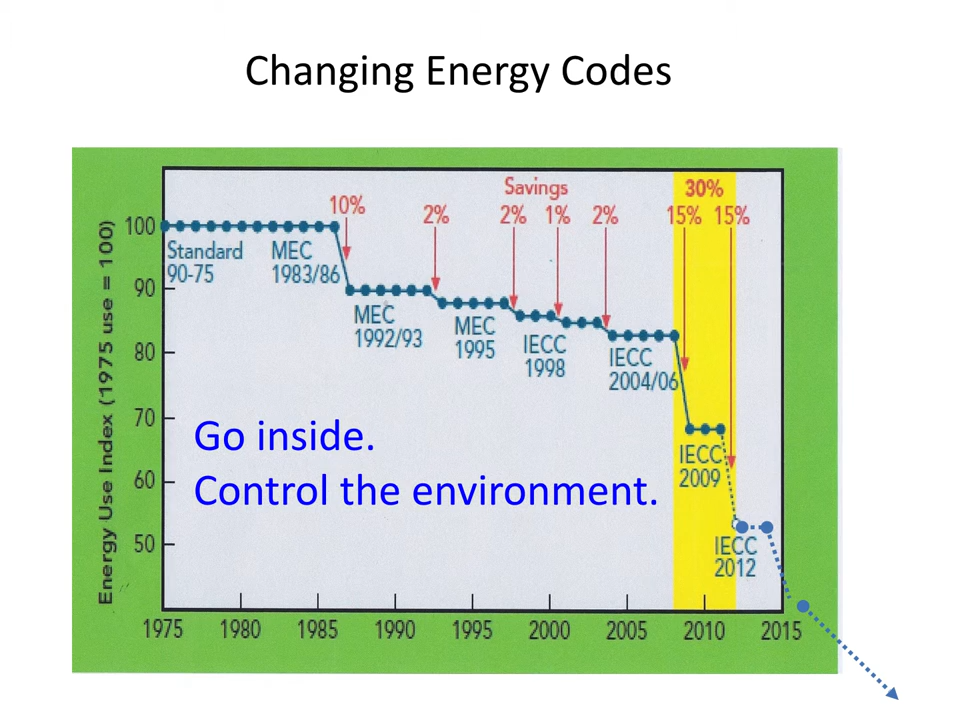 Changing Energy Codes
Savings
30%
10%
2%
2%
1%
2%
15%
15%
Energy Use Index (1975 use = 100)
100
90
80
70
60
50
Standard
90-75
MEC
1983/86
MEC
1992/93
MEC
1995
IECC
1998
IECC
2004/06
IECC
2009
IECC
2012
Go inside.
Control the environment.
1975
1980
1985
1990
1995
2000
2005
2010
2015